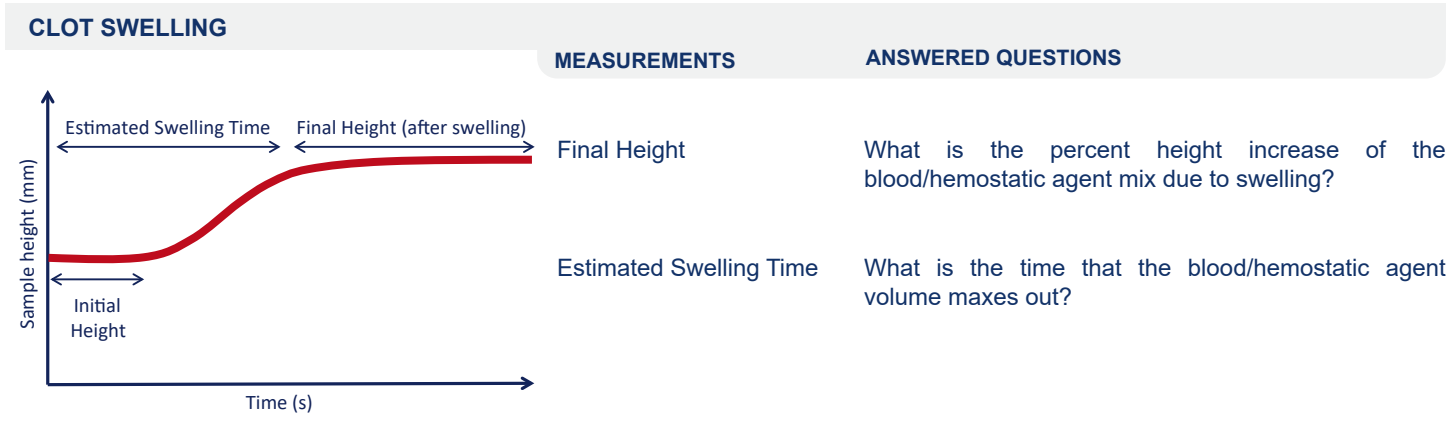 CLOT SWELLING
MEASUREMENTS
ANSWERED QUESTIONS
Estimated Swelling Time
Final Height (after swelling)
Sample height (mm)
Initial
Height
Time (s)
Final Height
What is the percent height increase of the
blood/hemostatic agent mix due to swelling?
Estimated Swelling Time
What is the time that the blood/hemostatic agent
volume maxes out?